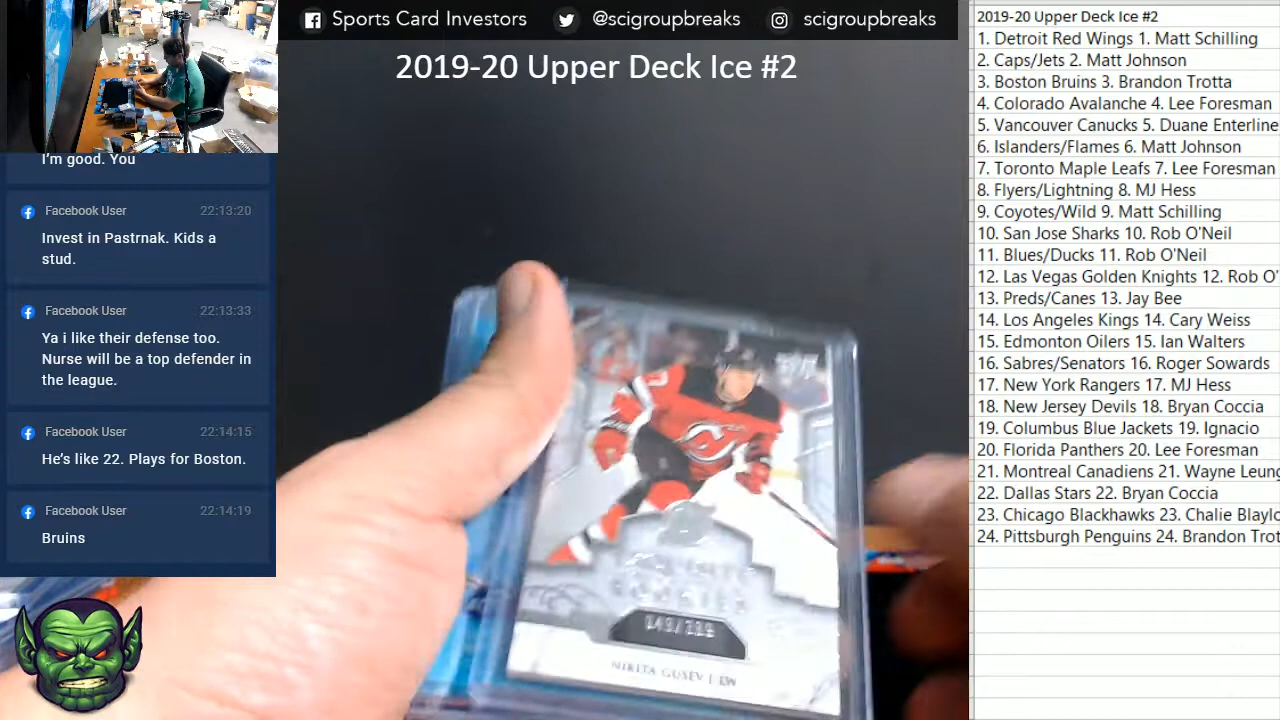 Sports Card Investors @scigroupbreaks scigroupbreaks
2019-20 Upper Deck Ice #2
I'm good. You
Facebook User 22:13:20
Invest in Pastrnak. Kids a
stud.
Facebook User 22:13:33
Ya i like their defense too.
Nurse will be a top defender in
the league.
Facebook User 22:14:15
He's like 22. Plays for Boston.
Facebook User 22:14:19
Bruins
NIKITA GUSEV | LW
2019-20 Upper Deck Ice #2
1. Detroit Red Wings 1. Matt Schilling
2. Caps/Jets 2. Matt Johnson
3. Boston Bruins 3. Brandon Trotta
4. Colorado Avalanche 4. Lee Foresman
5. Vancouver Canucks 5. Duane Enterline
6. Islanders/Flames 6. Matt Johnson
7. Toronto Maple Leafs 7. Lee Foresman
8. Flyers/Lightning 8. MJ Hess
9. Coyotes/Wild 9. Matt Schilling
10. San Jose Sharks 10. Rob O'Neil
11. Blues/Ducks 11. Rob O'Neil
12. Las Vegas Golden Knights 12. Rob O'
13. Preds/Canes 13. Jay Bee
14. Los Angeles Kings 14. Cary Weiss
15. Edmonton Oilers 15. Ian Walters
16. Sabres/Senators 16. Roger Sowards
17. New York Rangers 17. MJ Hess
18. New Jersey Devils 18. Bryan Coccia
19. Columbus Blue Jackets 19. Ignacio
20. Florida Panthers 20. Lee Foresman
21. Montreal Canadiens 21. Wayne Leung
22. Dallas Stars 22. Bryan Coccia
23. Chicago Blackhawks 23. Chalie Blaylo
24. Pittsburgh Penguins 24. Brandon Trot